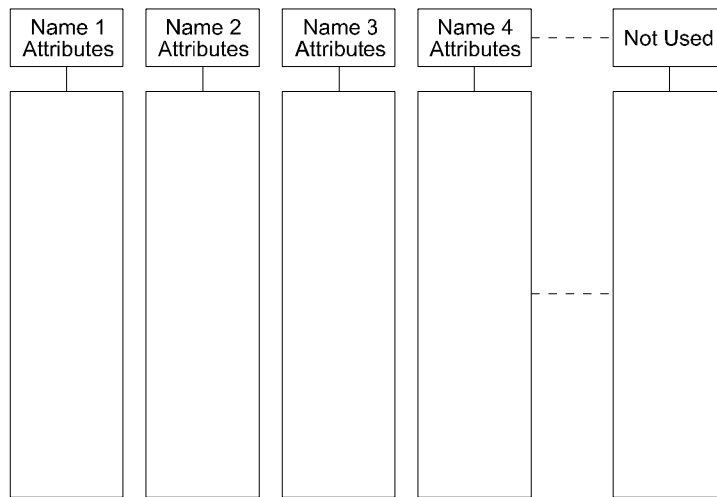 Name 1
Attributes
Name 2
Attributes
Name 3
Attributes
Name 4
Attributes
Not Used